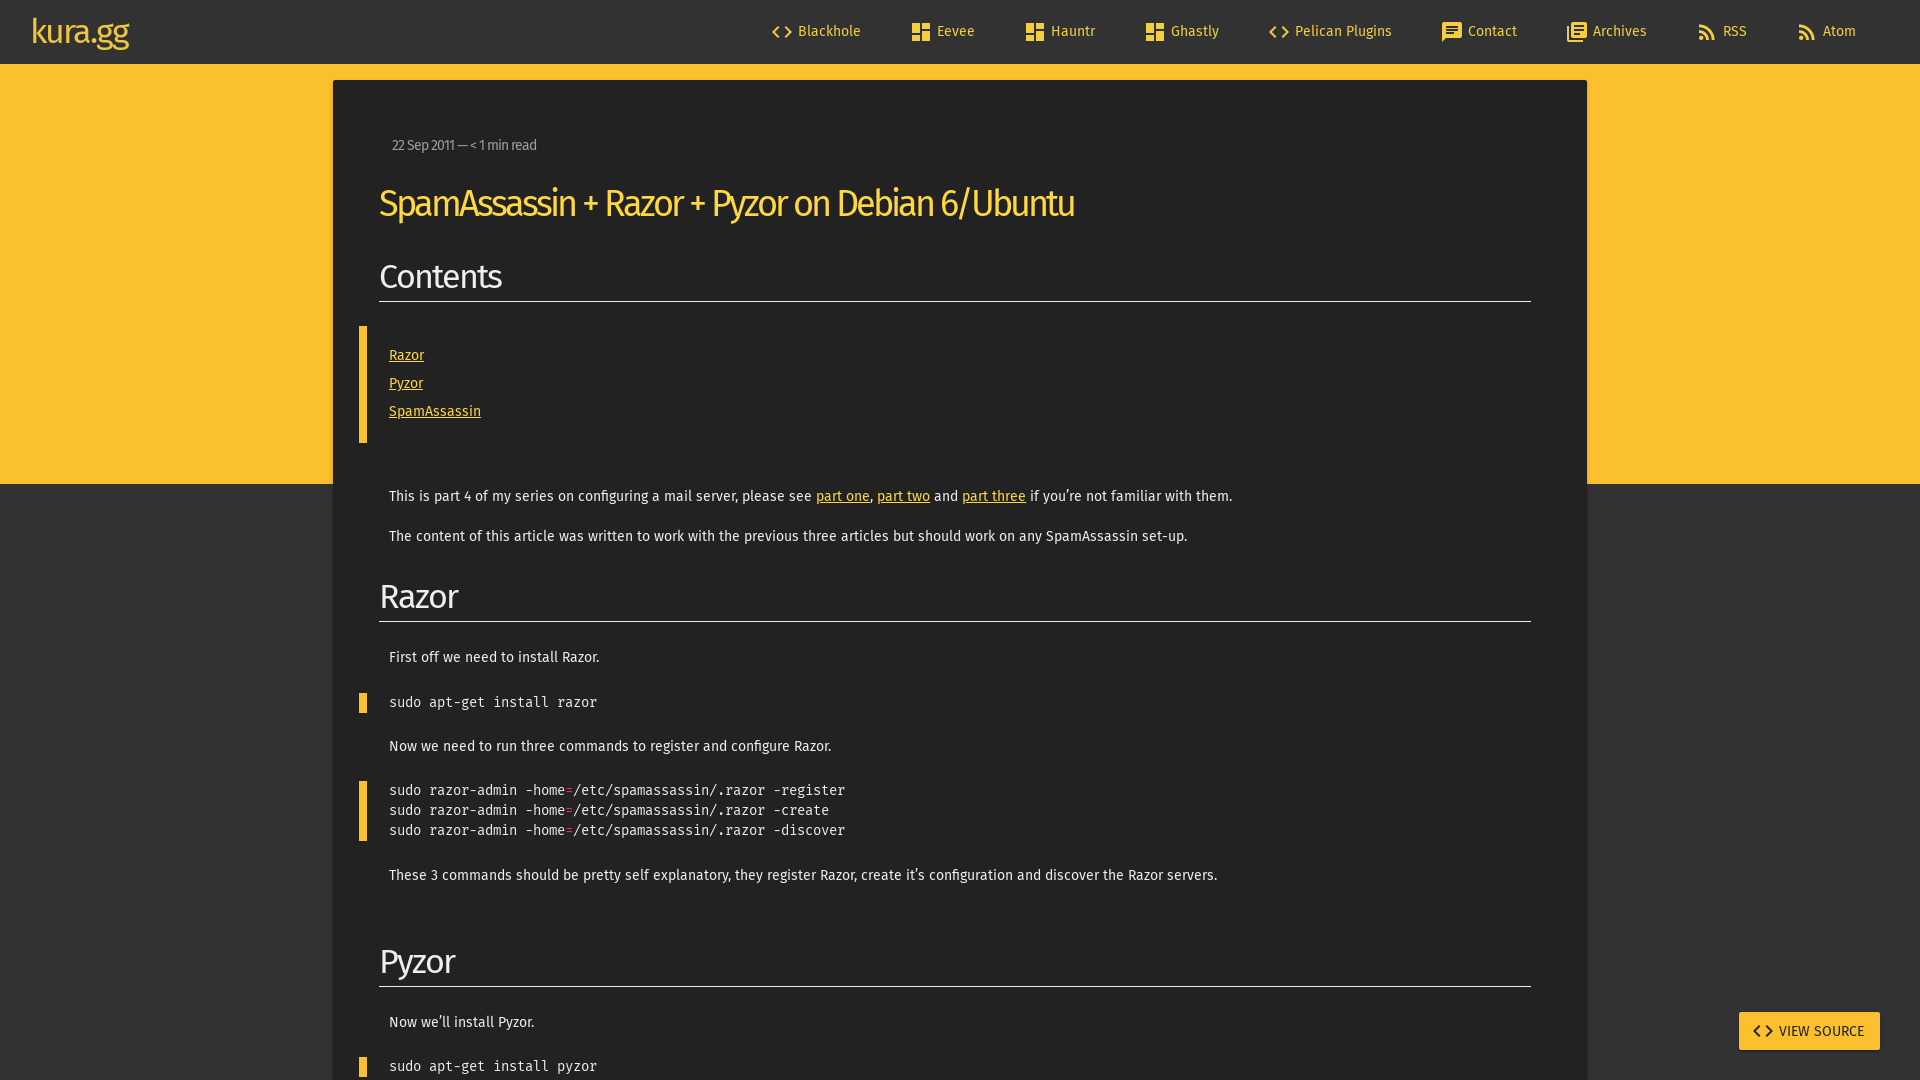 kura.gg
Blackhole
Eevee
Hauntr
Ghastly
Pelican Plugins
Contact
Archives
RSS
Atom
22 Sep 2011 — < 1 min read
SpamAssassin + Razor + Pyzor on Debian 6/Ubuntu
Contents
Razor
Pyzor
SpamAssassin
This is part 4 of my series on configuring a mail server, please see part one, part two and part three if you’re not familiar with them.
The content of this article was written to work with the previous three articles but should work on any SpamAssassin set-up.
Razor
First off we need to install Razor.
sudo apt-get install razor
Now we need to run three commands to register and configure Razor.
sudo razor-admin -home=/etc/spamassassin/.razor -register
sudo razor-admin -home=/etc/spamassassin/.razor -create
sudo razor-admin -home=/etc/spamassassin/.razor -discover
These 3 commands should be pretty self explanatory, they register Razor, create it’s configuration and discover the Razor servers.
Pyzor
Now we’ll install Pyzor.
VIEW SOURCE
sudo apt-get install pyzor